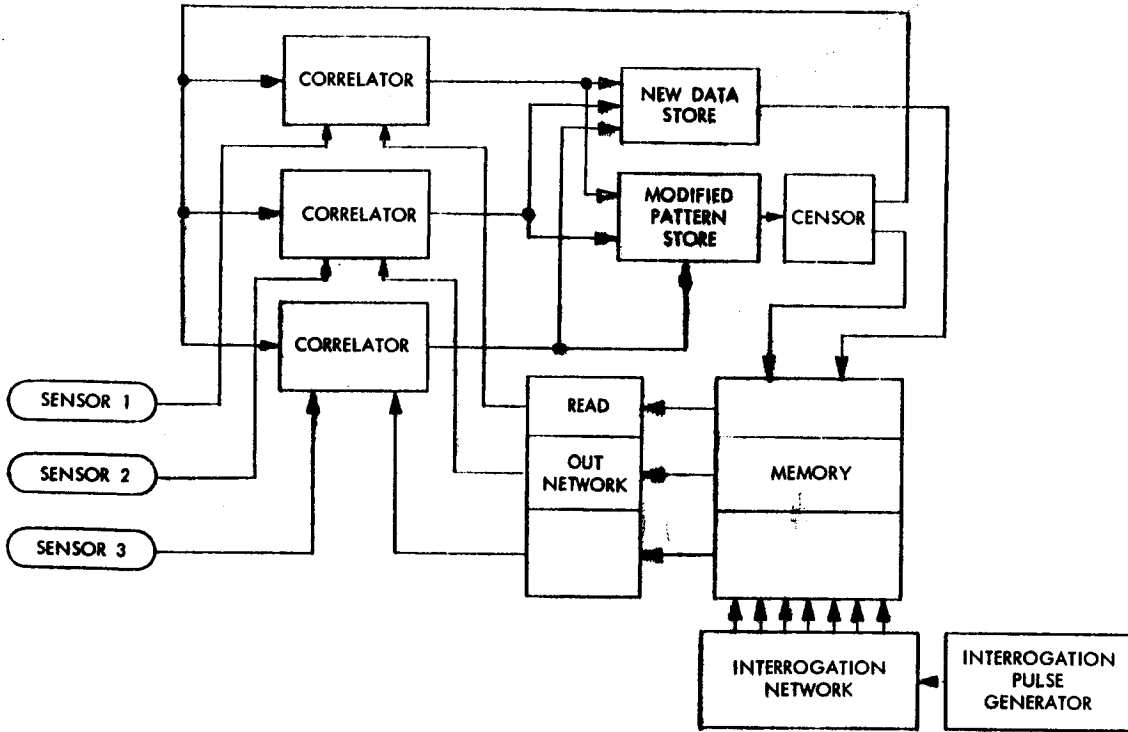 CORRELATOR
NEW DATA
STORE
CORRELATOR
MODIFIED
PATTERN
STORE
CENSOR
CORRELATOR
SENSOR 1
READ
SENSOR 2
OUT
NETWORK
MEMORY
SENSOR 3
INTERROGATION
NETWORK
INTERROGATION
PULSE
GENERATOR